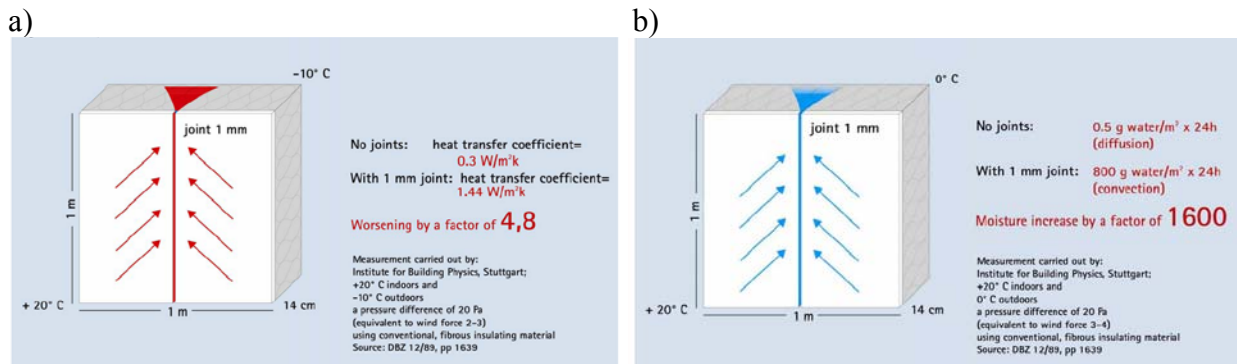 a)
-10° C
joint 1 mm
1 m
+ 20° C
1 m
14 cm
No joints: heat transfer coefficient=
0.3 W/m²k
With 1 mm joint: heat transfer coefficient=
1.44 W/m²k
Worsening by a factor of 4,8
Measurement carried out by:
Institute for Building Physics, Stuttgart;
+20° C indoors and
-10° C outdoors
a pressure difference of 20 Pa
(equivalent to wind force 2-3)
using conventional, fibrous insulating material
Source: DBZ 12/89, pp 1639
b)
0° C
joint 1 mm
1 m
+ 20° C
1 m
14 cm
No joints: 0.5 g water/m² x 24h
(diffusion)
With 1 mm joint: 800 g water/m² x 24h
(convection)
Moisture increase by a factor of 1600
Measurement carried out by:
Institute for Building Physics, Stuttgart;
+20° C indoors and
0° C outdoors
a pressure difference of 20 Pa
(equivalent to wind force 3-4)
using conventional, fibrous insulating material
Source: DBZ 12/89, pp 1639